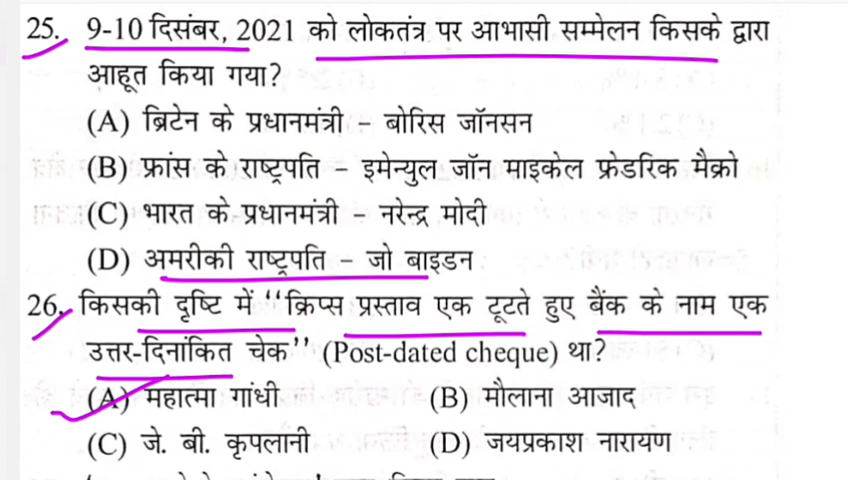 25. 9-10 दिसंबर, 2021 को लोकतंत्र पर आभासी सम्मेलन किसके द्वारा
आहूत किया गया?
(A) ब्रिटेन के प्रधानमंत्री – बोरिस जॉनसन
(B) फ्रांस के राष्ट्रपति – इमेन्युल जॉन माइकेल फ्रेडरिक मैक्रो
(C) भारत के प्रधानमंत्री – नरेन्द्र मोदी
(D) अमरीकी राष्ट्रपति – जो बाइडन
26. किसकी दृष्टि में ‘‘क्रिप्स प्रस्ताव एक टूटते हुए बैंक के नाम एक
उत्तर-दिनांकित चेक’’ (Post-dated cheque) था?
(A) महात्मा गांधी (B) मौलाना आजाद
(C) जे. बी. कृपलानी (D) जयप्रकाश नारायण